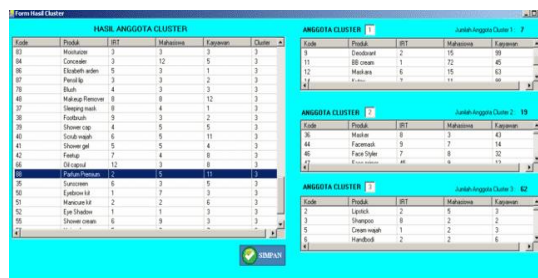 Form Hasil Cluster
HASIL ANGGOTA CLUSTER
Kode Produk IRT Mahasiswa Karyawan Cluster
83 Moisturizer 3 3 3 3
84 Concealer 3 12 5 3
86 Elizabeth arden 5 3 1 3
87 Pensil lip 3 3 2 3
78 Blush 4 3 3 3
48 Makeup Remover 8 8 12 3
37 Sleeping mask 8 4 1 3
38 Footbrush 9 3 2 3
39 Shower cap 4 5 5 3
40 Scrub wajah 6 5 11 3
41 Shower gel 5 5 4 3
42 Feetup 7 4 8 3
66 Oil capsul 12 3 8 3
88 Parfum Premium 2 5 11 3
35 Sunscreen 6 3 5 3
50 Eyebrow kit 1 7 3 3
51 Manicure kit 2 2 6 3
52 Eye Shadow 1 1 3 3
55 Shower cream 6 9 3 3
SIMPAN
ANGGOTA CLUSTER 1 Jumlah Anggota Cluster 1 : 7
Kode Produk IRT Mahasiswa Karyawan
9 Deodorant 2 15 99
11 BB cream 1 72 45
12 Maskara 6 15 63
ANGGOTA CLUSTER 2 Jumlah Anggota Cluster 2 : 19
Kode Produk IRT Mahasiswa Karyawan
36 Masker 8 3 43
44 Facemask 9 7 14
46 Face Styler 7 8 32
ANGGOTA CLUSTER 3 Jumlah Anggota Cluster 3 : 62
Kode Produk IRT Mahasiswa Karyawan
2 Lipstick 2 5 3
3 Shampoo 8 2 2
5 Cream wajah 1 2 3
6 Handbodi 2 2 6